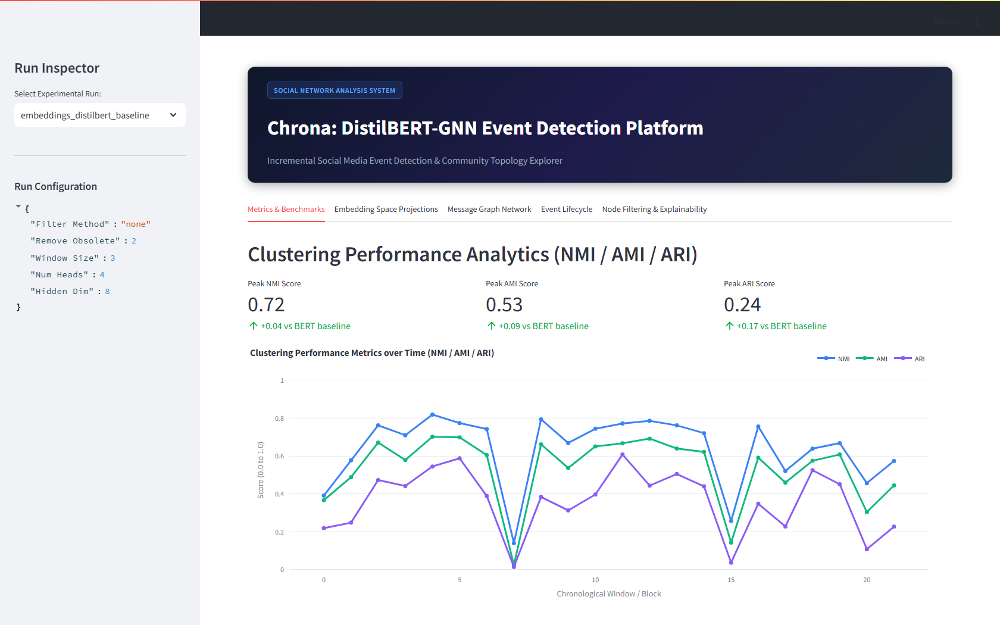 Deploy
Run Inspector
Select Experimental Run:
embeddings_distilbert_baseline
Run Configuration
{
"Filter Method" : "none"
"Remove Obsolete" : 2
"Window Size" : 3
"Num Heads" : 4
"Hidden Dim" : 8
}
SOCIAL NETWORK ANALYSIS SYSTEM
Chrona: DistilBERT-GNN Event Detection Platform
Incremental Social Media Event Detection & Community Topology Explorer
Metrics & Benchmarks Embedding Space Projections Message Graph Network Event Lifecycle Node Filtering & Explainability
Clustering Performance Analytics (NMI / AMI / ARI)
Peak NMI Score
0.72
+0.04 vs BERT baseline
Peak AMI Score
0.53
+0.09 vs BERT baseline
Peak ARI Score
0.24
+0.17 vs BERT baseline
Clustering Performance Metrics over Time (NMI / AMI / ARI)
NMI AMI ARI
1
0.8
0.6
0.4
0.2
0
Score (0.0 to 1.0)
0 5 10 15 20
Chronological Window / Block